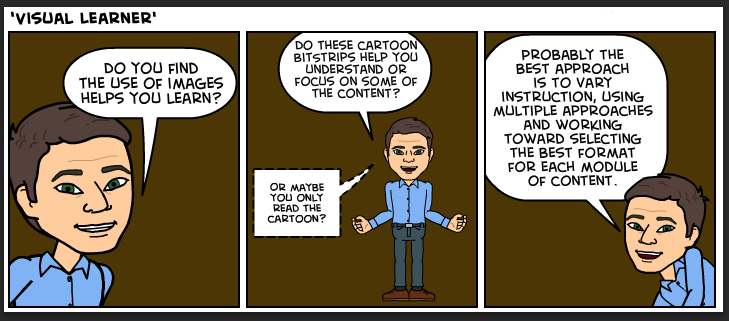 'VISUAL LEARNER'
DO YOU FIND
THE USE OF IMAGES
HELPS YOU LEARN?
DO THESE CARTOON
BITSTRIPS HELP YOU
UNDERSTAND OR
FOCUS ON SOME OF
THE CONTENT?
OR MAYBE
YOU ONLY
READ THE
CARTOON?
PROBABLY THE
BEST APPROACH
IS TO VARY
INSTRUCTION, USING
MULTIPLE APPROACHES
AND WORKING
TOWARD SELECTING
THE BEST FORMAT
FOR EACH MODULE
OF CONTENT.